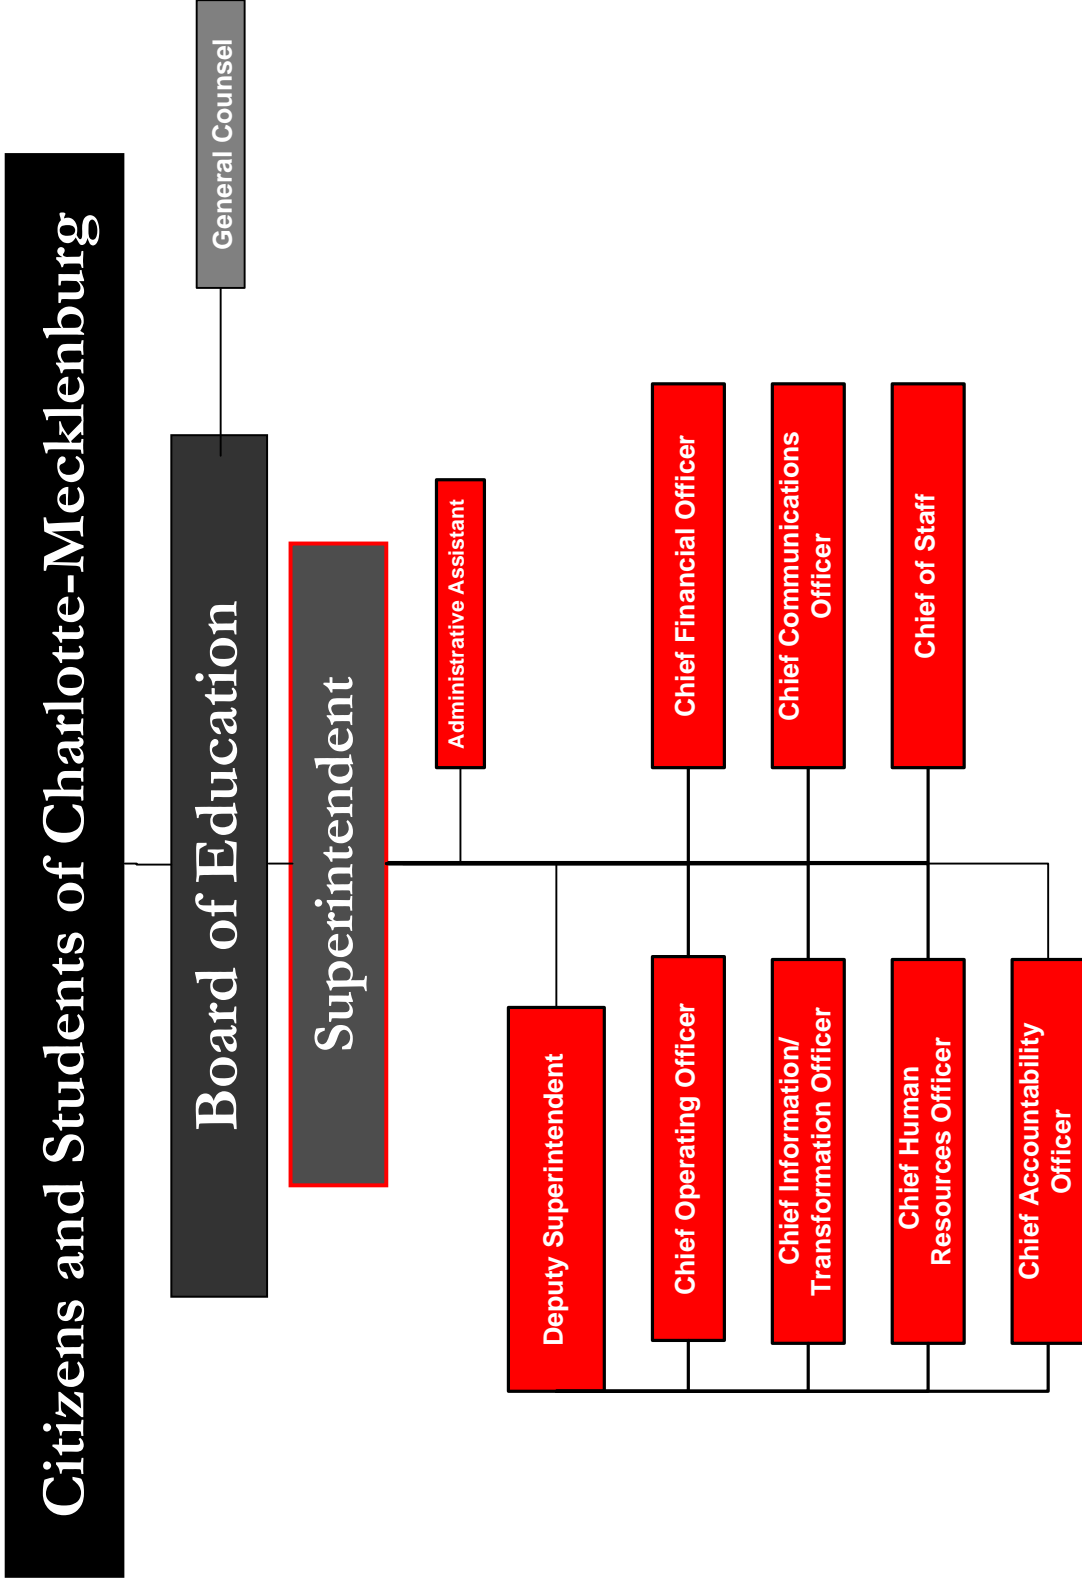 Citizens and Students of Charlotte-Mecklenburg
General Counsel
Board of Education
Superintendent
Administrative Assistant
Deputy Superintendent
Chief Operating Officer
Chief Financial Officer
Chief Information/
Transformation Officer
Chief Communications
Officer
Chief Human
Resources Officer
Chief of Staff
Chief Accountability
Officer